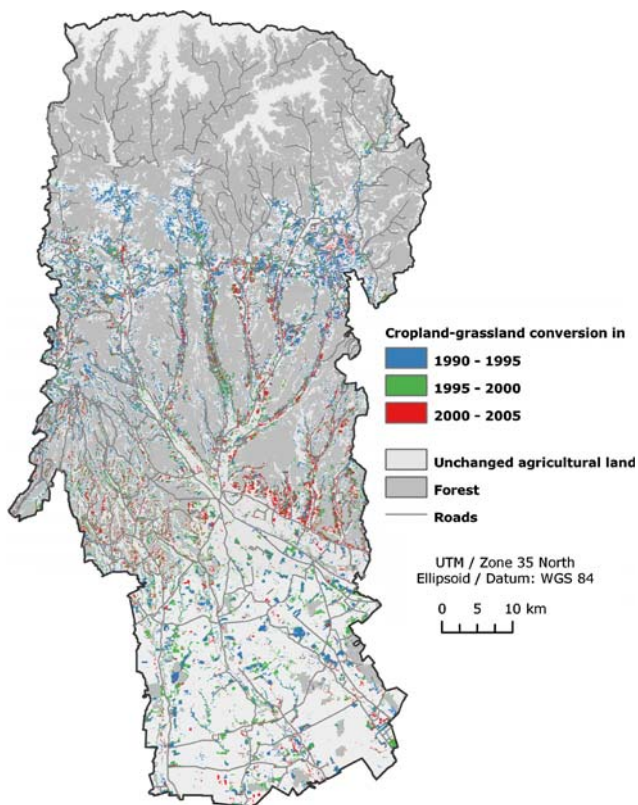 Cropland-grassland conversion in
1990 - 1995
1995 - 2000
2000 - 2005
Unchanged agricultural land
Forest
Roads
UTM / Zone 35 North
Ellipsoid / Datum: WGS 84
0 5 10 km